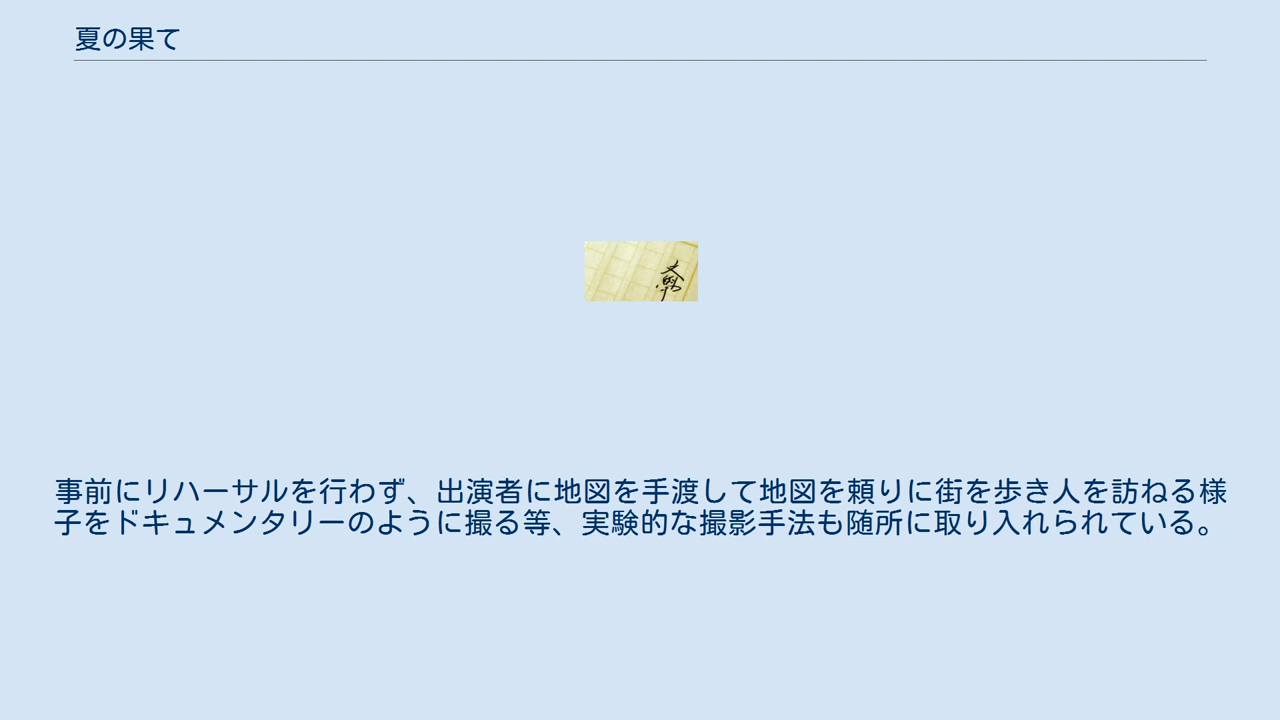 夏の果て
事前にリハーサルを行わず、出演者に地図を手渡して地図を頼りに街を歩き人を訪ねる様
子をドキュメンタリーのように撮る等、実験的な撮影手法も随所に取り入れられている。